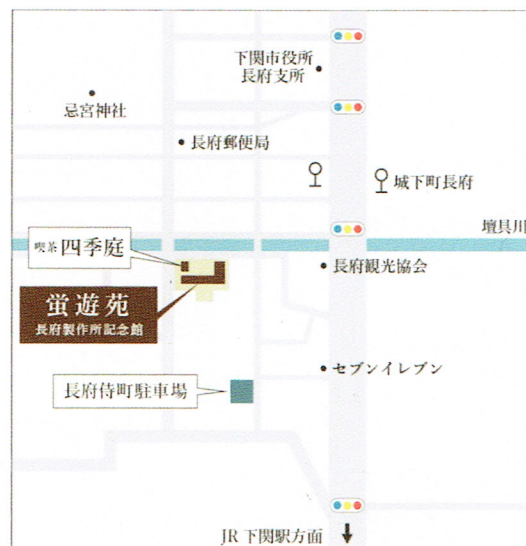 下関市役所
長府支所
忌宮神社
長府郵便局
城下町長府
壇具川
喫茶 四季庭
長府観光協会
蛍遊苑
長府製作所記念館
セブンイレブン
長府侍町駐車場
JR 下関駅方面